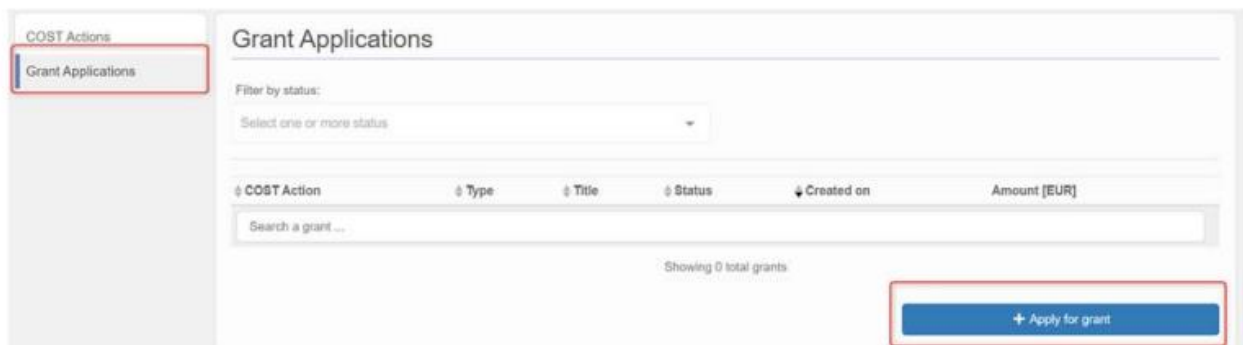 COST Actions
Grant Applications
Grant Applications
Filter by status:
Select one or more status
COST Action Type Title Status Created on Amount [EUR]
Search a grant ...
Showing 0 total grants
+ Apply for grant